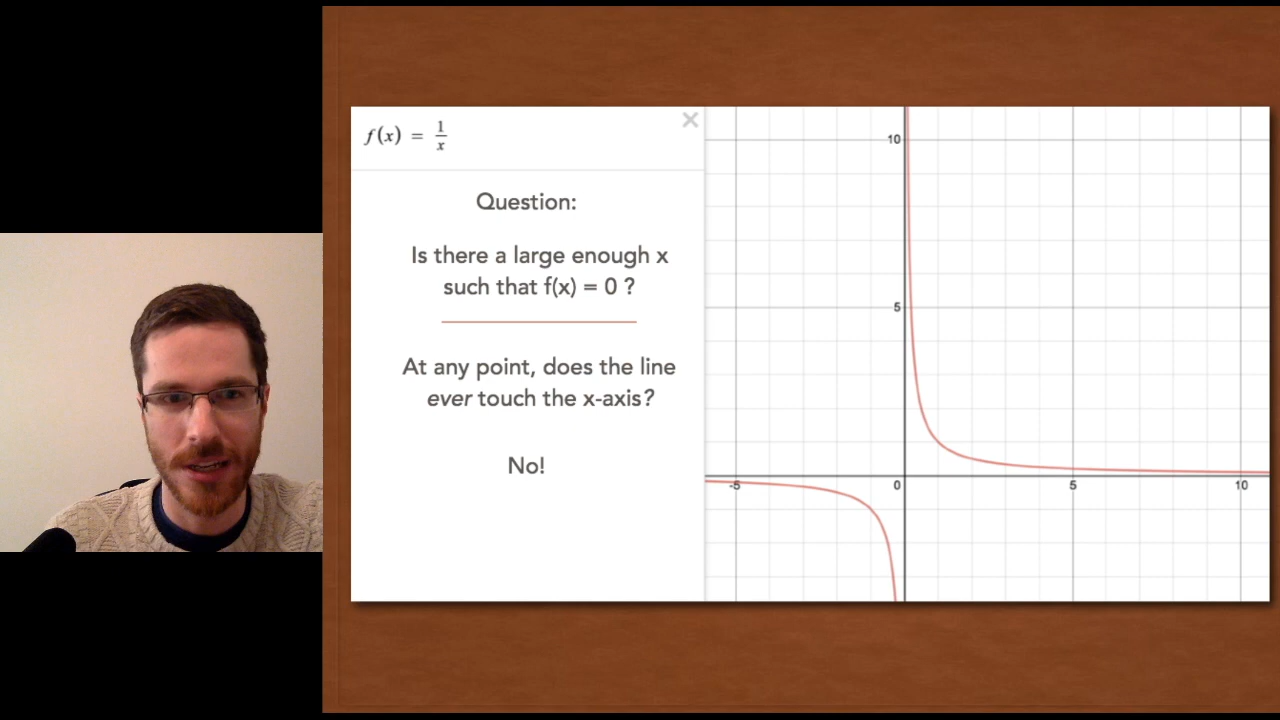 f(x) = 1/x
×
Question:
Is there a large enough x
such that f(x) = 0 ?
At any point, does the line
ever touch the x-axis?
No!
10
5
-5
0
5
10